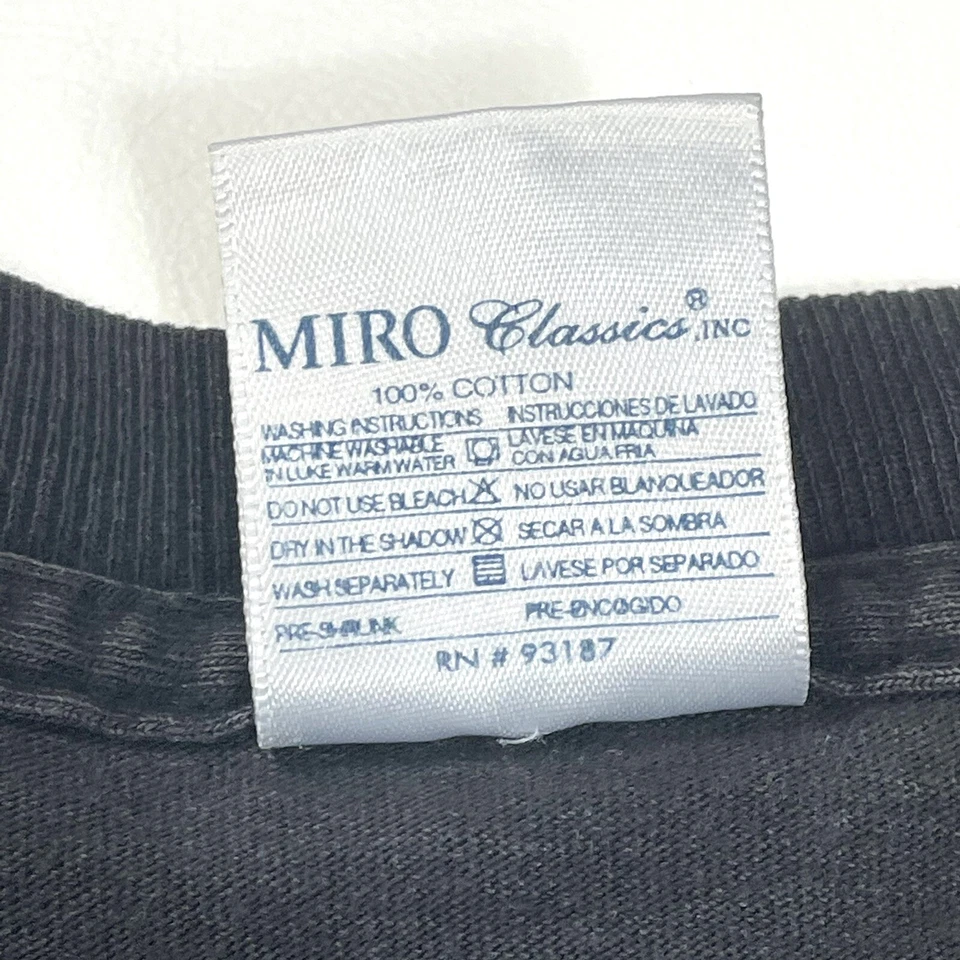 MIRO Classics®, INC
100% COTTON
WASHING INSTRUCTIONS INSTRUCCIONES DE LAVADO
MACHINE WASHABLE LAVESE EN MAQUINA
IN LUKE WARM WATER CON AGUA FRIA
DO NOT USE BLEACH NO USAR BLANQUEADOR
DRY IN THE SHADOW SECAR A LA SOMBRA
WASH SEPARATELY LAVESE POR SEPARADO
PRE-SHRUNK PRE-ENCOGIDO
RN # 93187